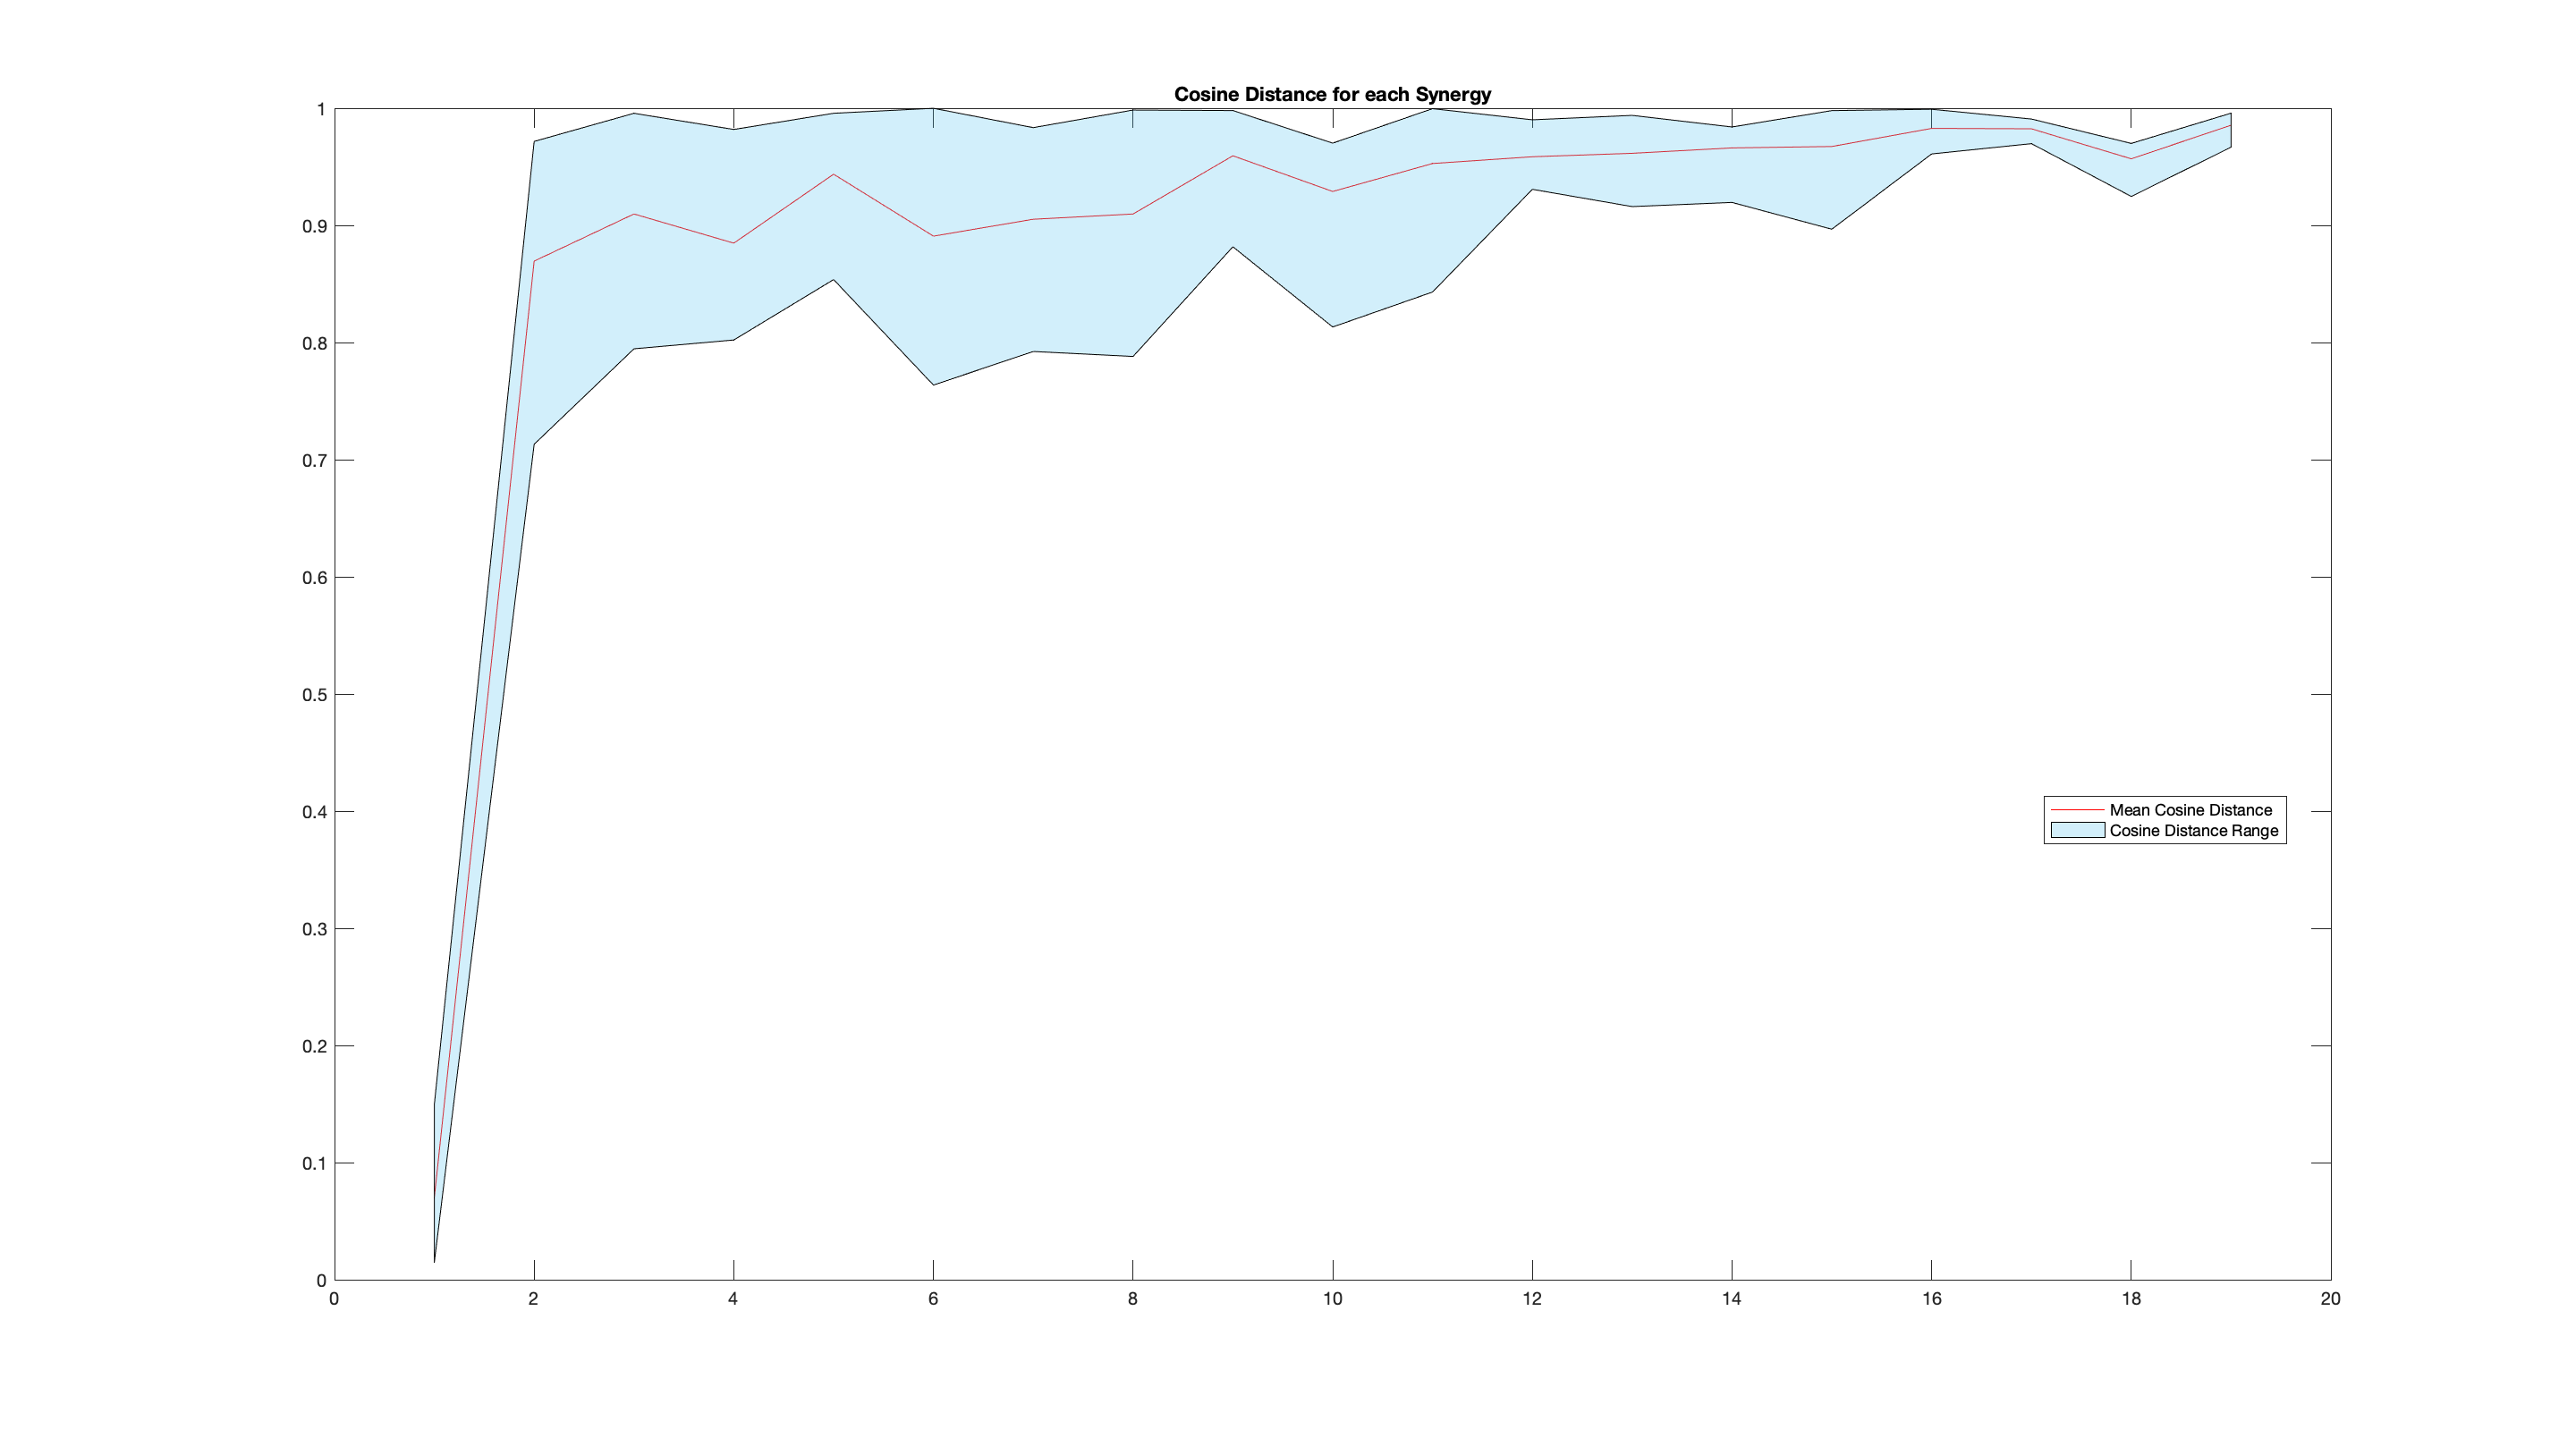 Cosine Distance for each Synergy
1
0.9
0.8
0.7
0.6
0.5
0.4
0.3
0.2
0.1
0
Mean Cosine Distance
Cosine Distance Range
0 2 4 6 8 10 12 14 16 18 20